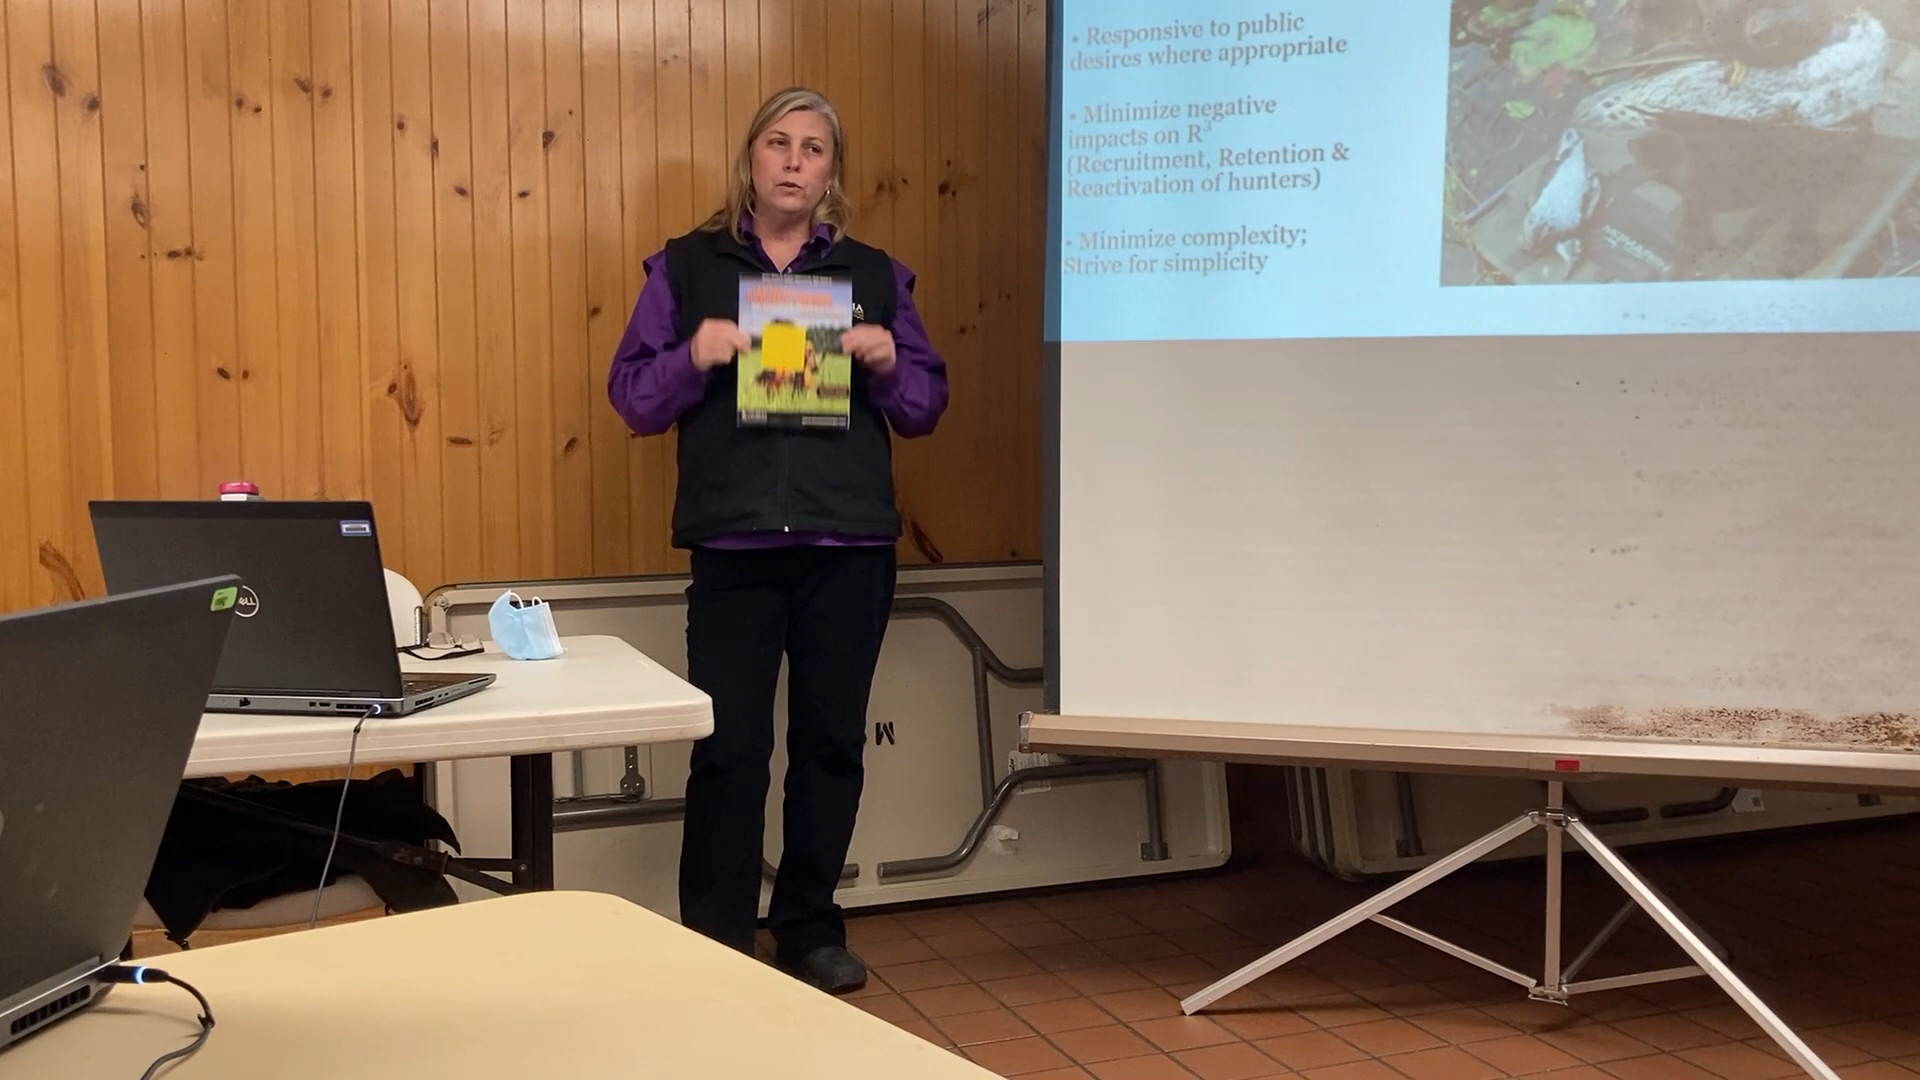 • Responsive to public
desires where appropriate
• Minimize negative
impacts on R³
(Recruitment, Retention &
Reactivation of hunters)
• Minimize complexity;
Strive for simplicity
DELL
M